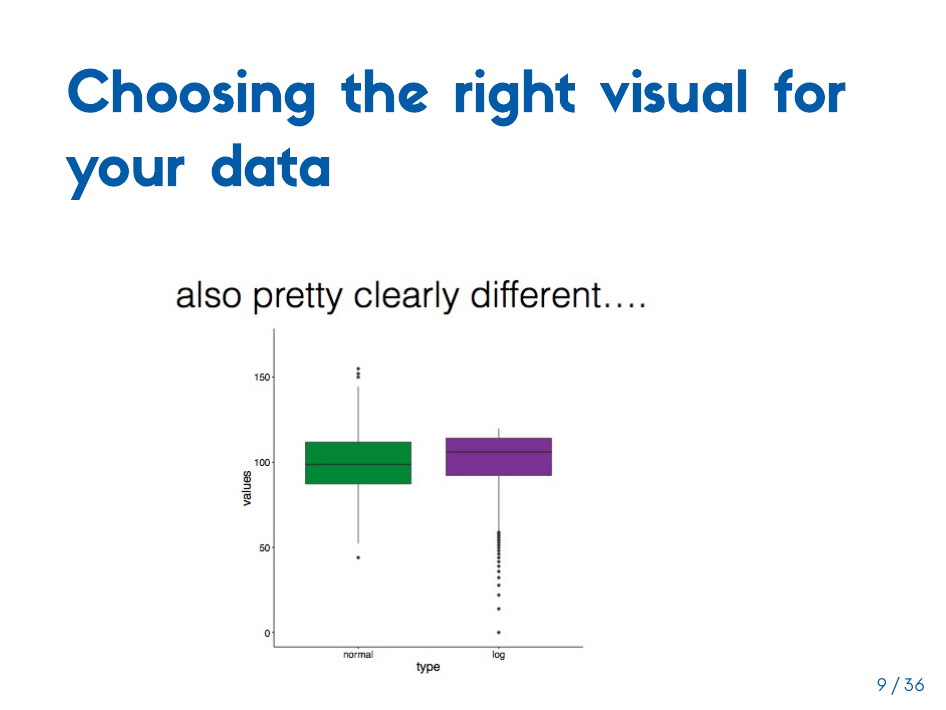 Choosing the right visual for
your data
also pretty clearly different....
150
100
50
0
values
normal
log
type
9 / 36